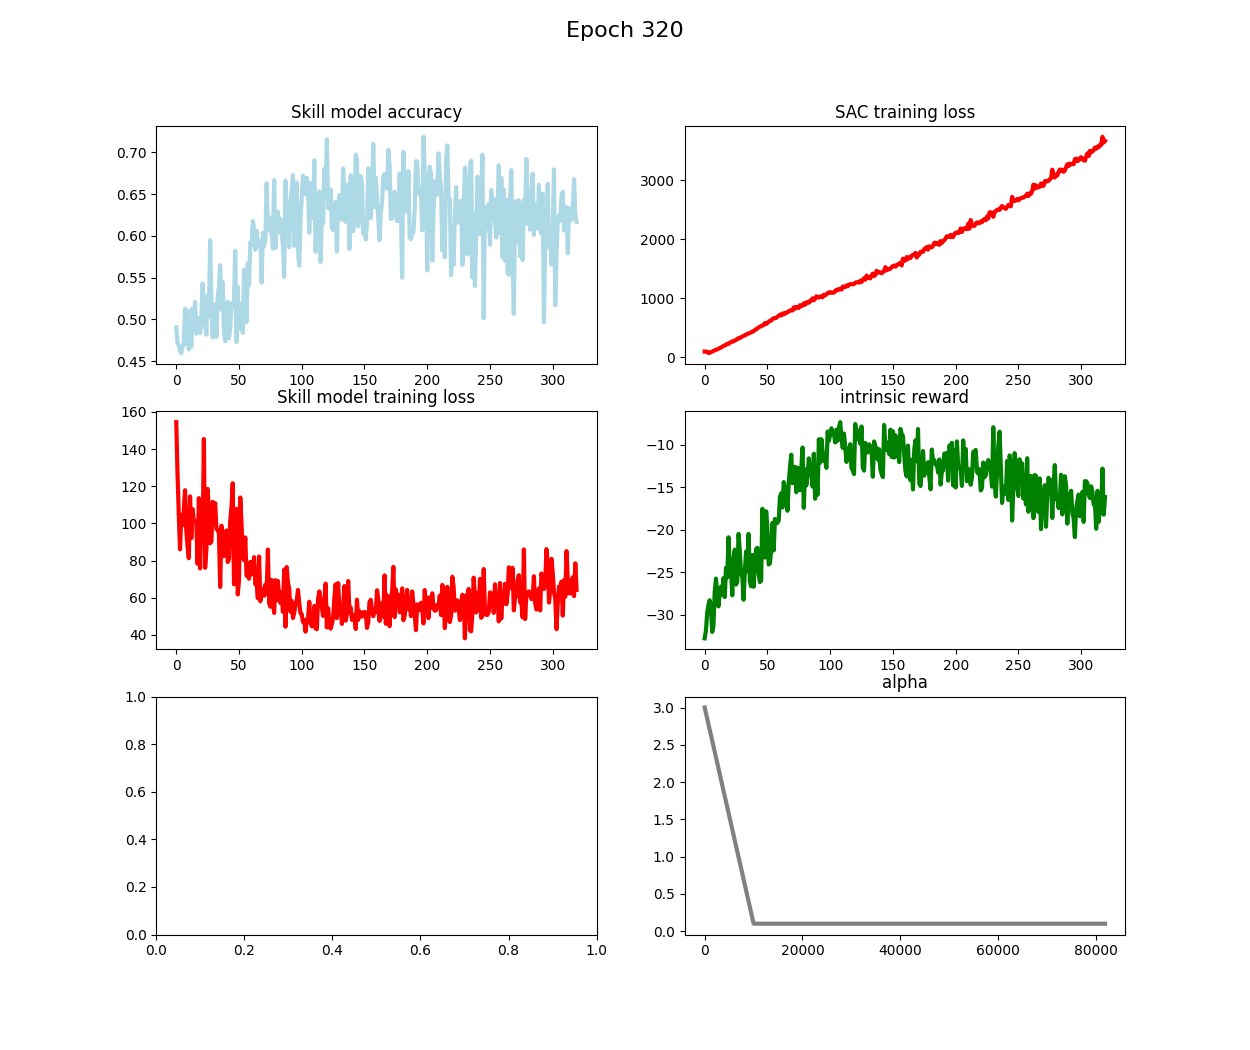 Epoch 320
Skill model accuracy
0.70
0.65
0.60
0.55
0.50
0.45
0 50 100 150 200 250 300
SAC training loss
3000
2000
1000
0
0 50 100 150 200 250 300
Skill model training loss
160
140
120
100
80
60
40
0 50 100 150 200 250 300
intrinsic reward
−10
−15
−20
−25
−30
0 50 100 150 200 250 300
1.0
0.8
0.6
0.4
0.2
0.0
0.0 0.2 0.4 0.6 0.8 1.0
alpha
3.0
2.5
2.0
1.5
1.0
0.5
0.0
0 20000 40000 60000 80000